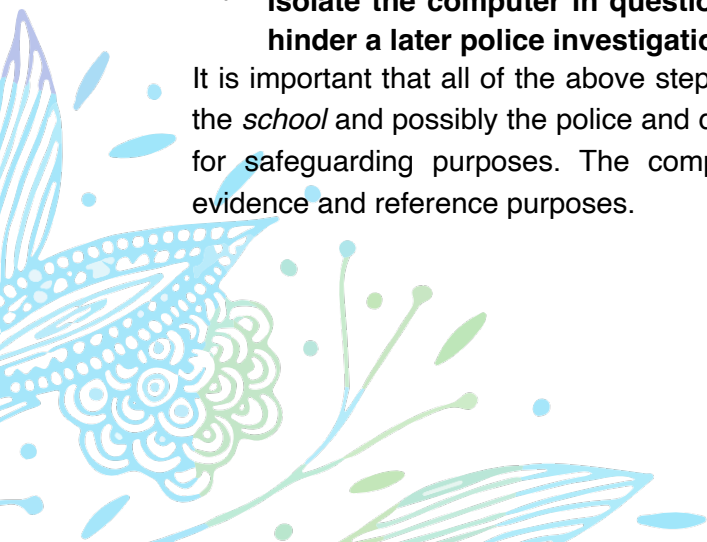 Isolate the computer in question
hinder a later police investigatio
It is important that all of the above step
the school and possibly the police and
for safeguarding purposes. The comp
evidence and reference purposes.